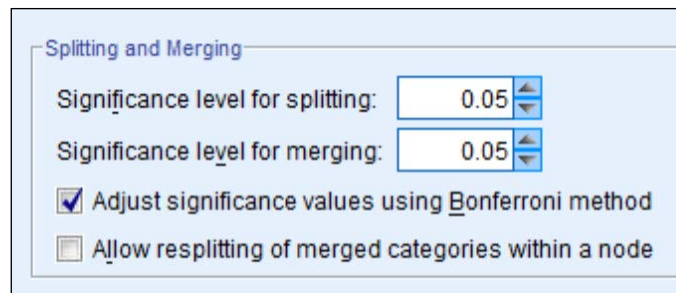 Splitting and Merging
Significance level for splitting: 0.05
Significance level for merging: 0.05
Adjust significance values using Bonferroni method
Allow resplitting of merged categories within a node